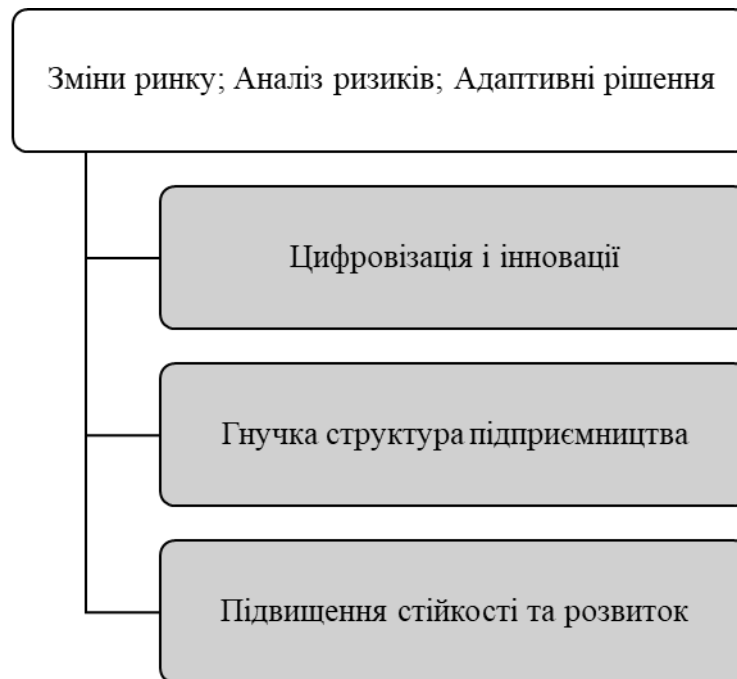 Зміни ринку; Аналіз ризиків; Адаптивні рішення
Цифровізація і інновації
Гнучка структура підприємництва
Підвищення стійкості та розвиток